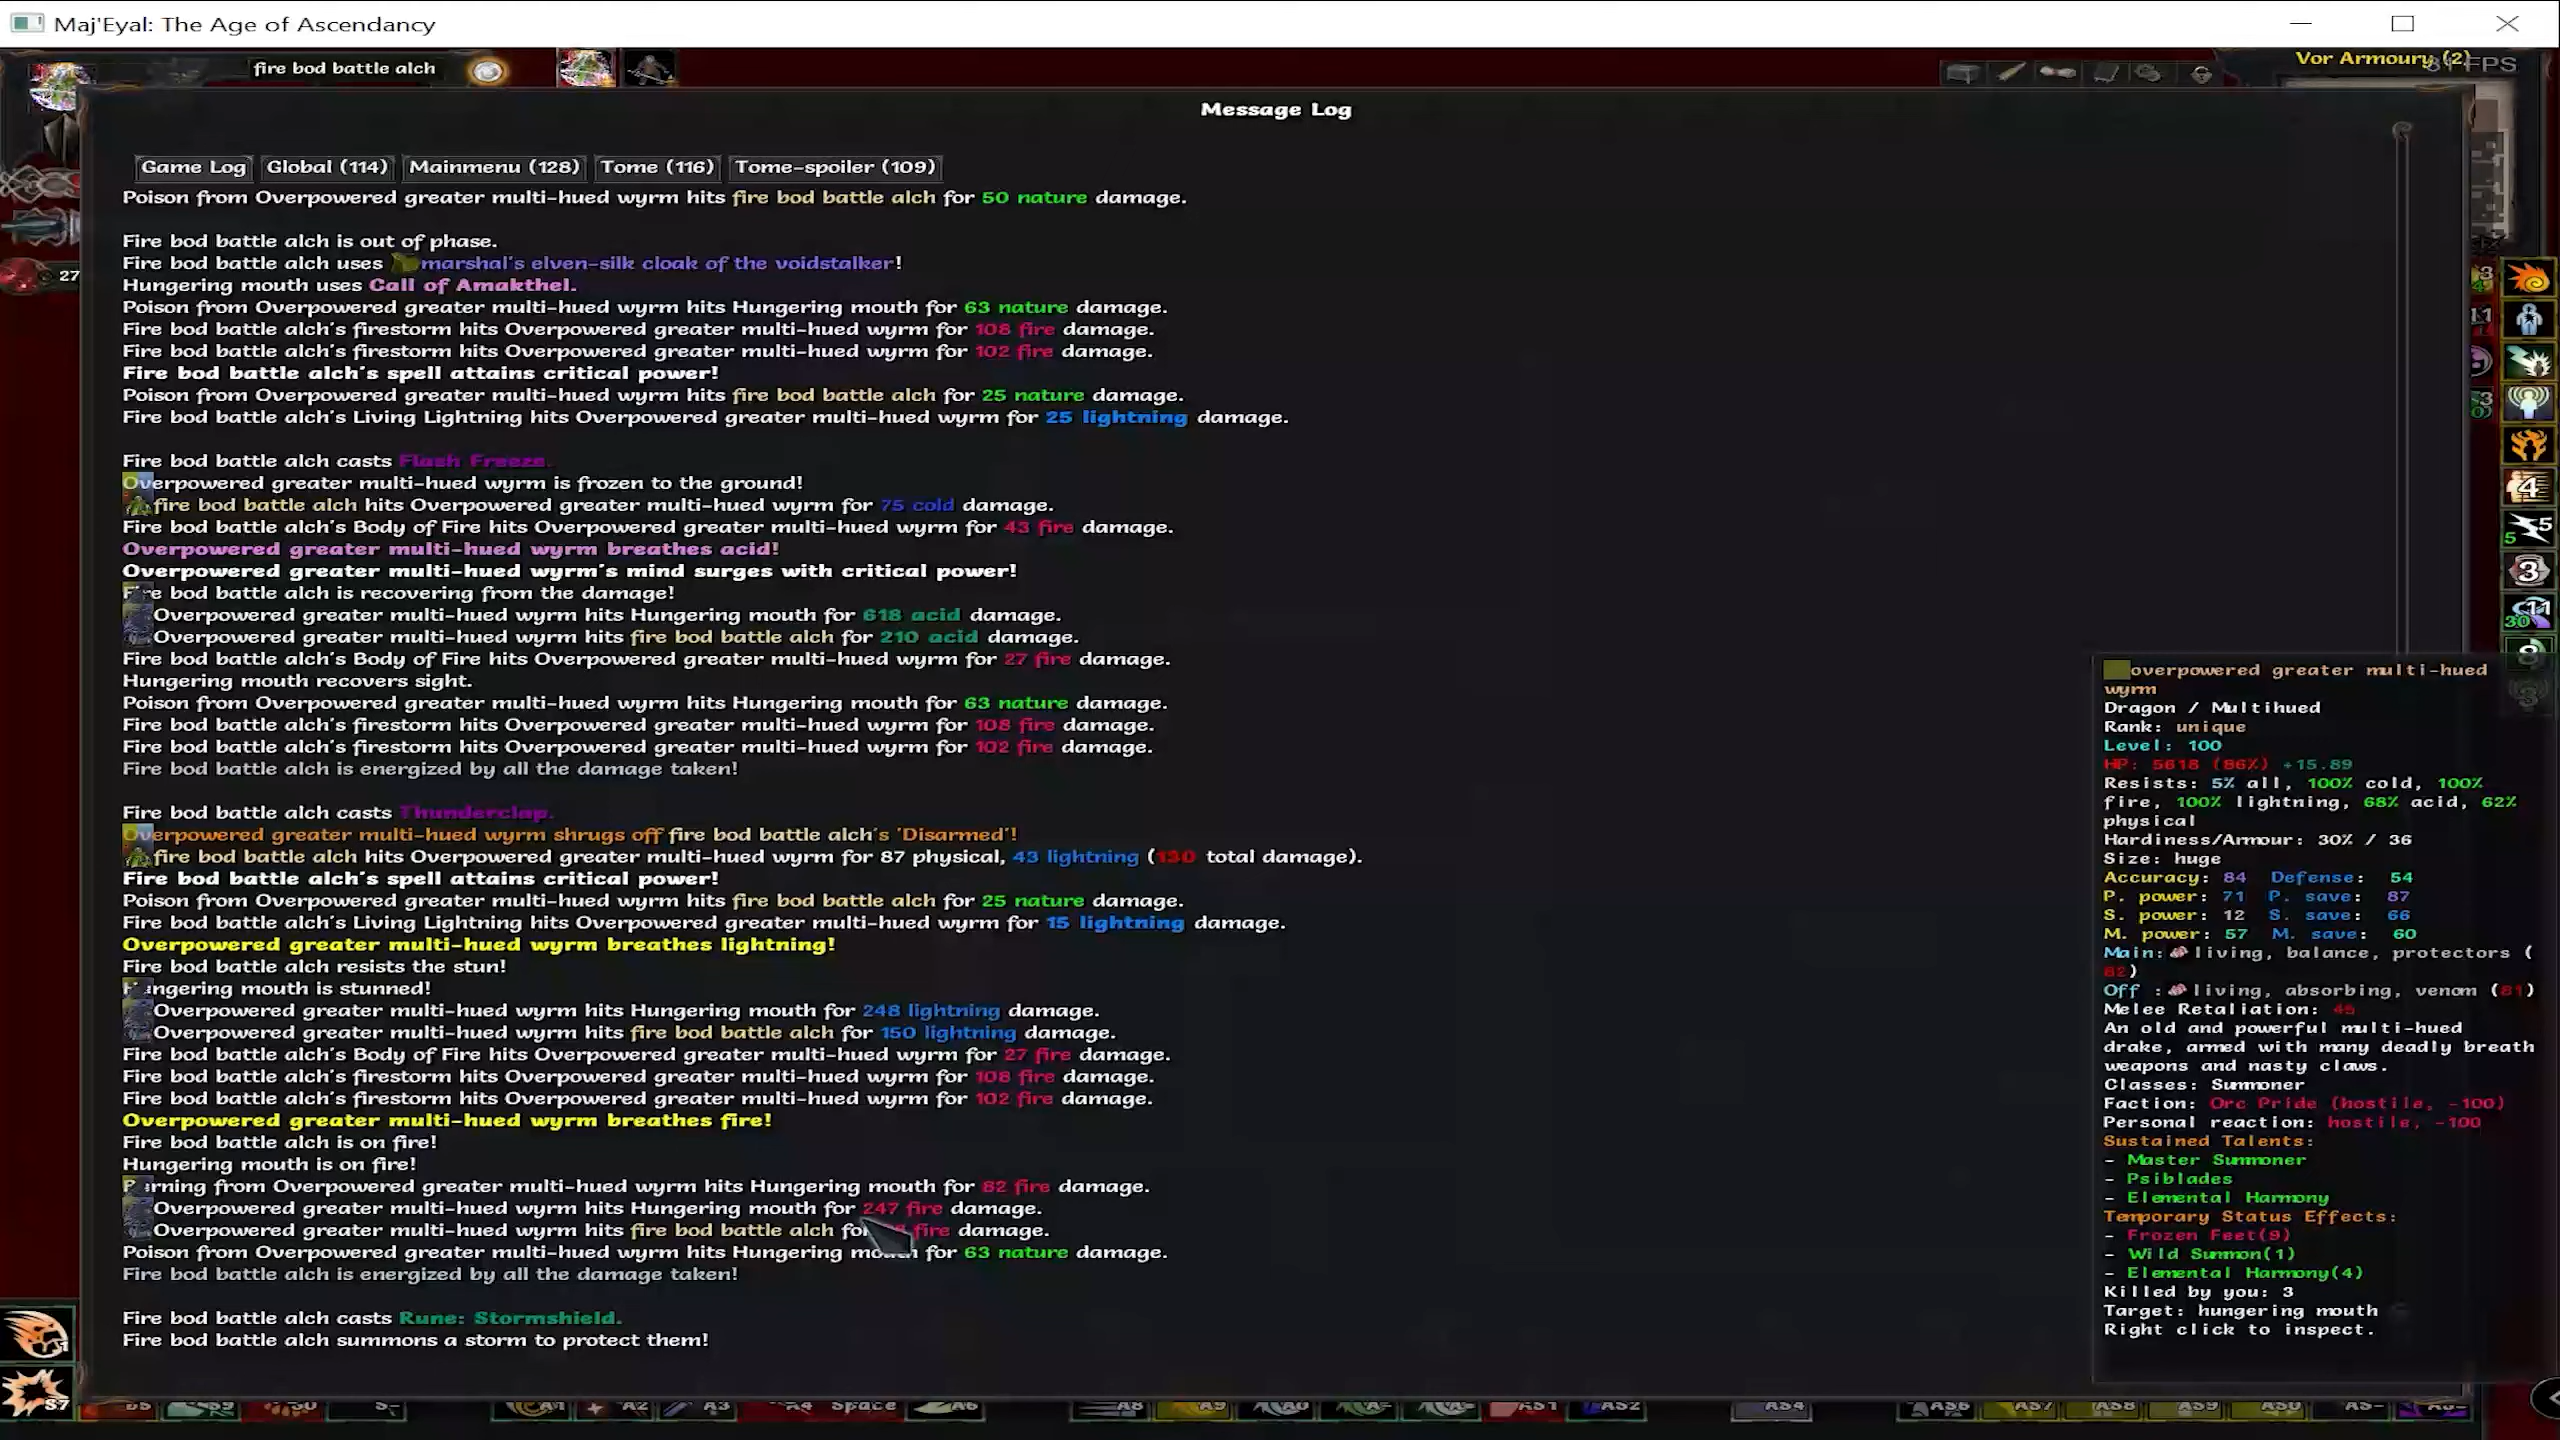 Maj'Eyal: The Age of Ascendancy
fire bod battle alch
Vor Armoury (2)
FPS
Message Log
Game Log Global (114) Mainmenu (128) Tome (116) Tome-spoiler (109)
Poison from Overpowered greater multi-hued wyrm hits fire bod battle alch for 50 nature damage.
Fire bod battle alch is out of phase.
Fire bod battle alch uses marshal's elven-silk cloak of the voidstalker!
Hungering mouth uses Call of Amakthel.
Poison from Overpowered greater multi-hued wyrm hits Hungering mouth for 63 nature damage.
Fire bod battle alch's firestorm hits Overpowered greater multi-hued wyrm for 108 fire damage.
Fire bod battle alch's firestorm hits Overpowered greater multi-hued wyrm for 102 fire damage.
Fire bod battle alch's spell attains critical power!
Poison from Overpowered greater multi-hued wyrm hits fire bod battle alch for 25 nature damage.
Fire bod battle alch's Living Lightning hits Overpowered greater multi-hued wyrm for 25 lightning damage.
27
Fire bod battle alch casts Flash Freeze.
Overpowered greater multi-hued wyrm is frozen to the ground!
fire bod battle alch hits Overpowered greater multi-hued wyrm for 75 cold damage.
Fire bod battle alch's Body of Fire hits Overpowered greater multi-hued wyrm for 43 fire damage.
Overpowered greater multi-hued wyrm breathes acid!
Overpowered greater multi-hued wyrm's mind surges with critical power!
Fire bod battle alch is recovering from the damage!
Overpowered greater multi-hued wyrm hits Hungering mouth for 618 acid damage.
Overpowered greater multi-hued wyrm hits fire bod battle alch for 210 acid damage.
Fire bod battle alch's Body of Fire hits Overpowered greater multi-hued wyrm for 27 fire damage.
Hungering mouth recovers sight.
Poison from Overpowered greater multi-hued wyrm hits Hungering mouth for 63 nature damage.
Fire bod battle alch's firestorm hits Overpowered greater multi-hued wyrm for 108 fire damage.
Fire bod battle alch's firestorm hits Overpowered greater multi-hued wyrm for 102 fire damage.
Fire bod battle alch is energized by all the damage taken!
Fire bod battle alch casts Thunderclap.
Overpowered greater multi-hued wyrm shrugs off fire bod battle alch's 'Disarmed'!
fire bod battle alch hits Overpowered greater multi-hued wyrm for 87 physical, 43 lightning (130 total damage).
Fire bod battle alch's spell attains critical power!
Poison from Overpowered greater multi-hued wyrm hits fire bod battle alch for 25 nature damage.
Fire bod battle alch's Living Lightning hits Overpowered greater multi-hued wyrm for 15 lightning damage.
Overpowered greater multi-hued wyrm breathes lightning!
Fire bod battle alch resists the stun!
Hungering mouth is stunned!
Overpowered greater multi-hued wyrm hits Hungering mouth for 248 lightning damage.
Overpowered greater multi-hued wyrm hits fire bod battle alch for 150 lightning damage.
Fire bod battle alch's Body of Fire hits Overpowered greater multi-hued wyrm for 27 fire damage.
Fire bod battle alch's firestorm hits Overpowered greater multi-hued wyrm for 108 fire damage.
Fire bod battle alch's firestorm hits Overpowered greater multi-hued wyrm for 102 fire damage.
Overpowered greater multi-hued wyrm breathes fire!
Fire bod battle alch is on fire!
Hungering mouth is on fire!
Burning from Overpowered greater multi-hued wyrm hits Hungering mouth for 82 fire damage.
Overpowered greater multi-hued wyrm hits Hungering mouth for 247 fire damage.
Overpowered greater multi-hued wyrm hits fire bod battle alch for fire damage.
Poison from Overpowered greater multi-hued wyrm hits Hungering mouth for 63 nature damage.
Fire bod battle alch is energized by all the damage taken!
Fire bod battle alch casts Rune: Stormshield.
Fire bod battle alch summons a storm to protect them!
4
5
5
3
11
30
overpowered greater multi-hued
wyrm
Dragon / Multihued
Rank: unique
Level: 100
HP: 5618 (86%) +15.89
Resists: 5% all, 100% cold, 100%
fire, 100% lightning, 68% acid, 62%
physical
Hardiness/Armour: 30% / 36
Size: huge
Accuracy: 84 Defense: 54
P. power: 71 P. save: 87
S. power: 12 S. save: 66
M. power: 57 M. save: 60
Main: living, balance, protectors (
82)
Off : living, absorbing, venom (81)
Melee Retaliation: 45
An old and powerful multi-hued
drake, armed with many deadly breath
weapons and nasty claws.
Classes: Summoner
Faction: Orc Pride (hostile, -100)
Personal reaction: hostile, -100
Sustained Talents:
- Master Summoner
- Psiblades
- Elemental Harmony
Temporary Status Effects:
- Frozen Feet(9)
- Wild Summon(1)
- Elemental Harmony(4)
Killed by you: 3
Target: hungering mouth
Right click to inspect.
S7 A2 A3 Space A6 A8 A9 AS1 AS2 AS4 AS6 AS7 AS8 AS9